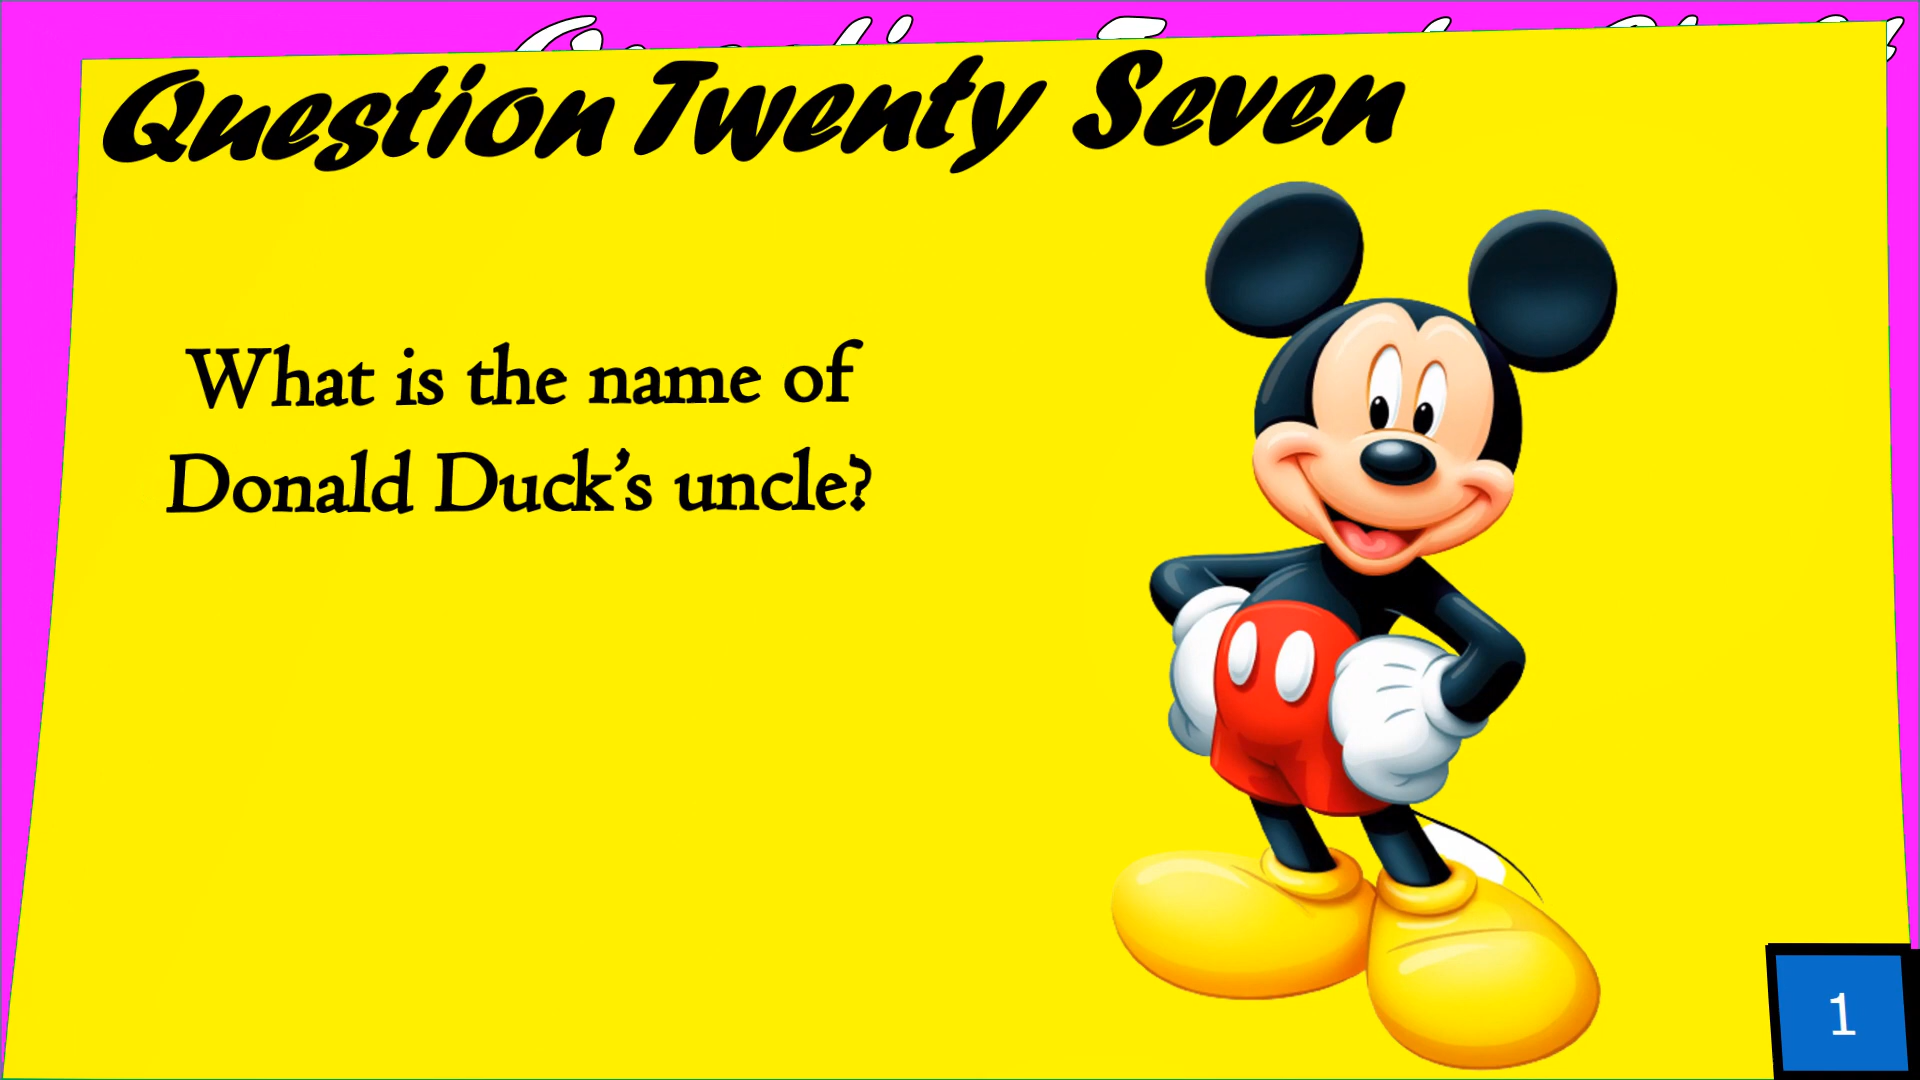 Question Twenty Seven
What is the name of
Donald Duck's uncle?
1